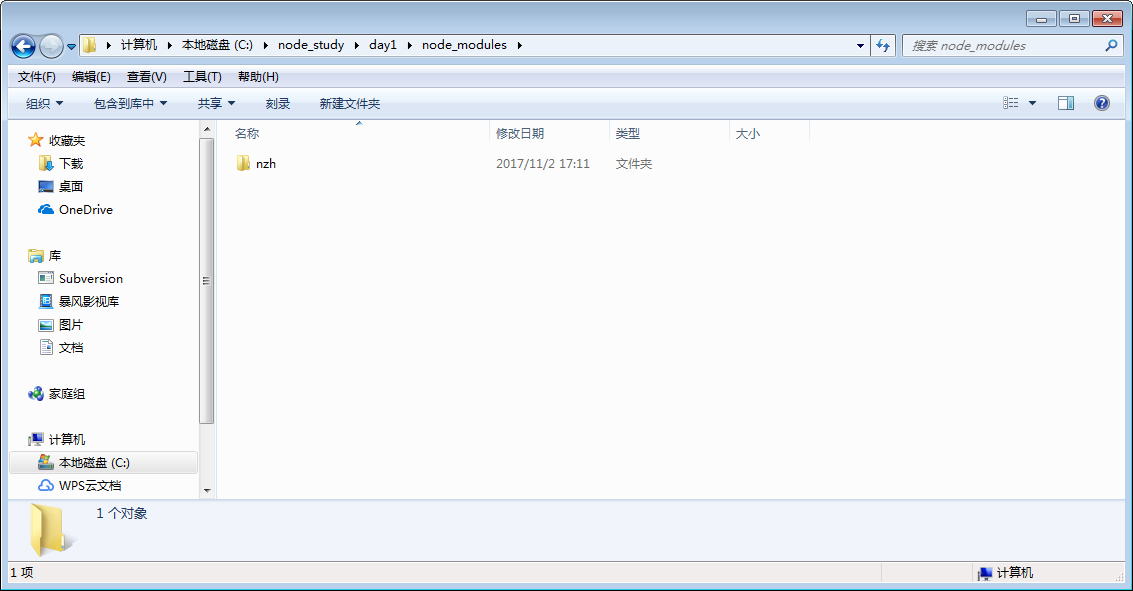 计算机 本地磁盘 (C:) node_study day1 node_modules 搜索 node_modules
文件(F) 编辑(E) 查看(V) 工具(T) 帮助(H)
组织 包含到库中 共享 刻录 新建文件夹
名称 修改日期 类型 大小
nzh 2017/11/2 17:11 文件夹
收藏夹
下载
桌面
OneDrive
库
Subversion
暴风影视库
图片
文档
家庭组
计算机
本地磁盘 (C:)
WPS云文档
1 个对象
1 项 计算机